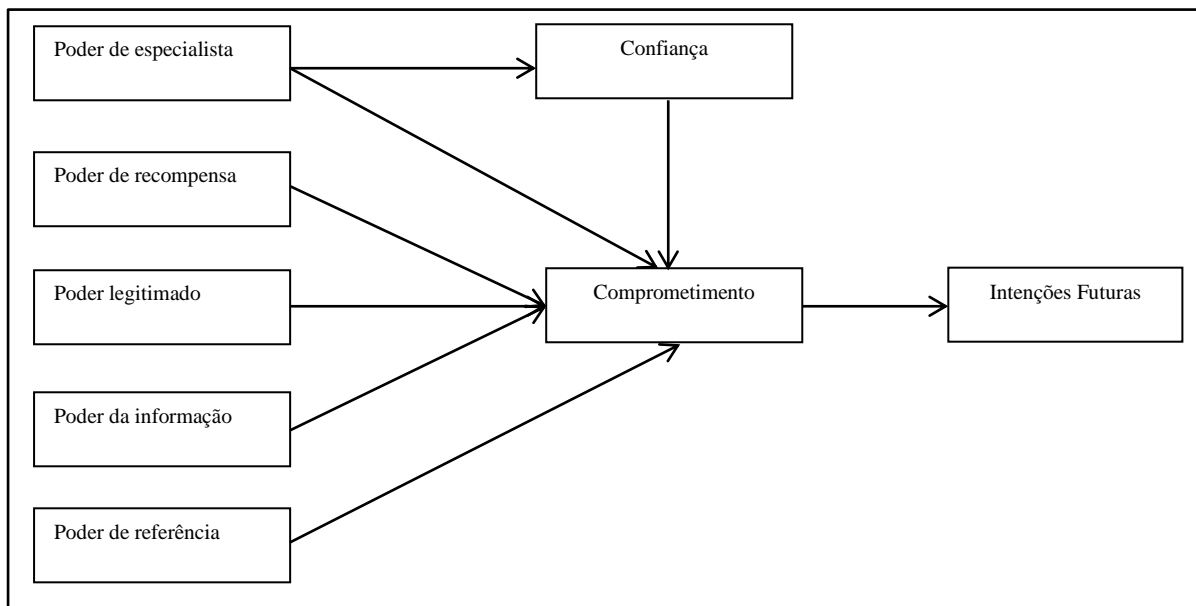 Poder de especialista
Confiança
Poder de recompensa
Poder legitimado
Comprometimento
Intenções Futuras
Poder da informação
Poder de referência